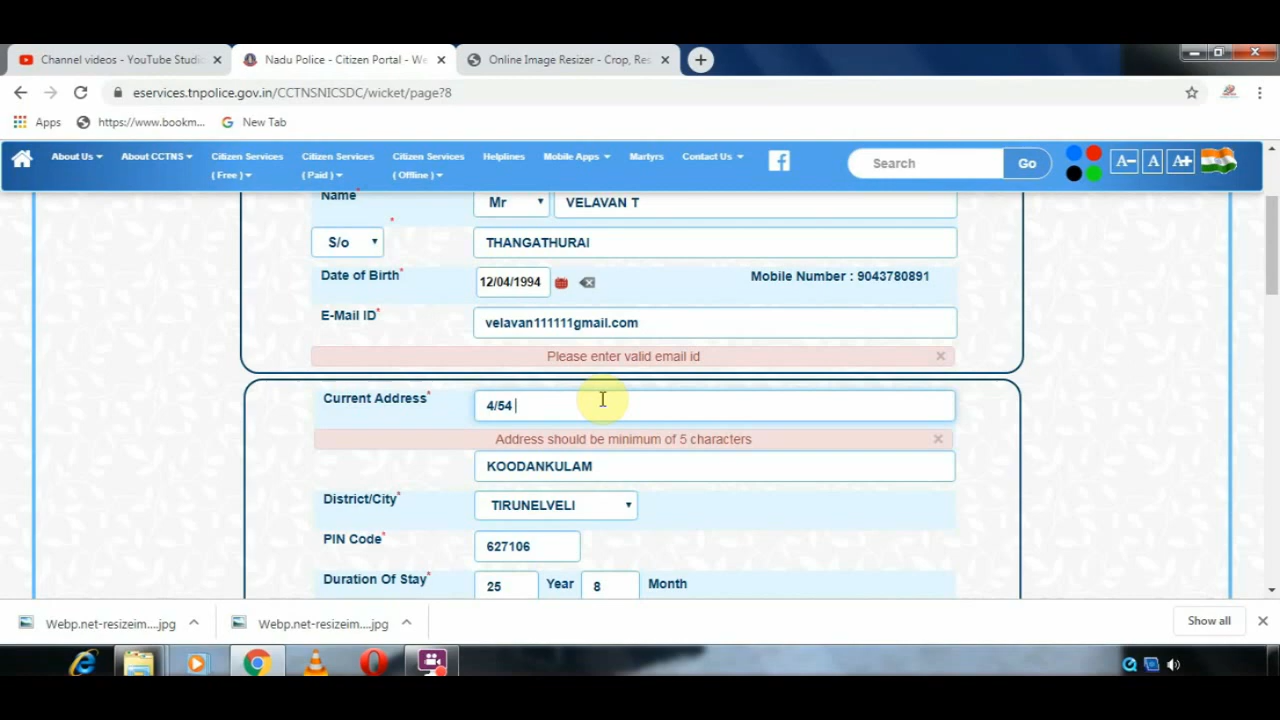 Channel videos - YouTube Studi
Nadu Police - Citizen Portal - We
Online Image Resizer - Crop, Res
eservices.tnpolice.gov.in/CCTNSNICSDC/wicket/page?8
Apps https://www.bookm... New Tab
About Us About CCTNS Citizen Services ( Free ) Citizen Services ( Paid ) Citizen Services ( Offline ) Helplines Mobile Apps Martyrs Contact Us Search Go A- A A+
Name* Mr VELAVAN T
*
S/o THANGATHURAI
Date of Birth* 12/04/1994 Mobile Number : 9043780891
E-Mail ID* velavan111111gmail.com
Please enter valid email id ×
Current Address* 4/54
Address should be minimum of 5 characters ×
KOODANKULAM
District/City* TIRUNELVELI
PIN Code* 627106
Duration Of Stay* 25 Year 8 Month
Webp.net-resizeim....jpg Webp.net-resizeim....jpg Show all